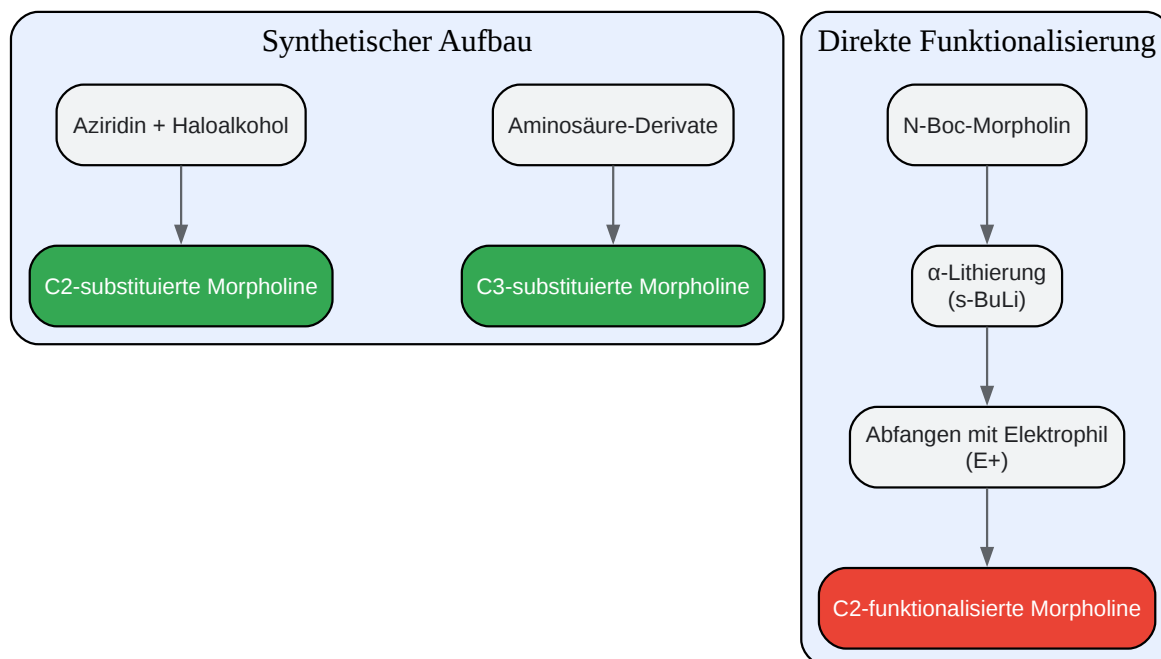 Synthetischer Aufbau
Aziridin + Haloalkohol
Aminosäure-Derivate
C2-substituierte Morpholine
C3-substituierte Morpholine
Direkte Funktionalisierung
N-Boc-Morpholin
α-Lithierung
(s-BuLi)
Abfangen mit Elektrophil
(E+)
C2-funktionalisierte Morpholine